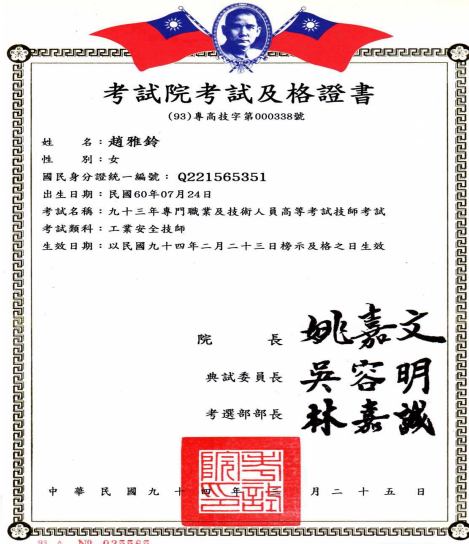 考試院考試及格證書
(93)專高技字第000338號
姓　　名：趙雅鈴
性　　別：女
國民身分證統一編號：Q221565351
出生日期：民國60年07月24日
考試名稱：九十三年專門職業及技術人員高等考試技師考試
考試類科：工業安全技師
生效日期：以民國九十四年二月二十三日榜示及格之日生效
院　　長　姚嘉文
典試委員長　吳容明
考選部部長　林嘉誠
考試院印
中華民國九十四年三月二十五日